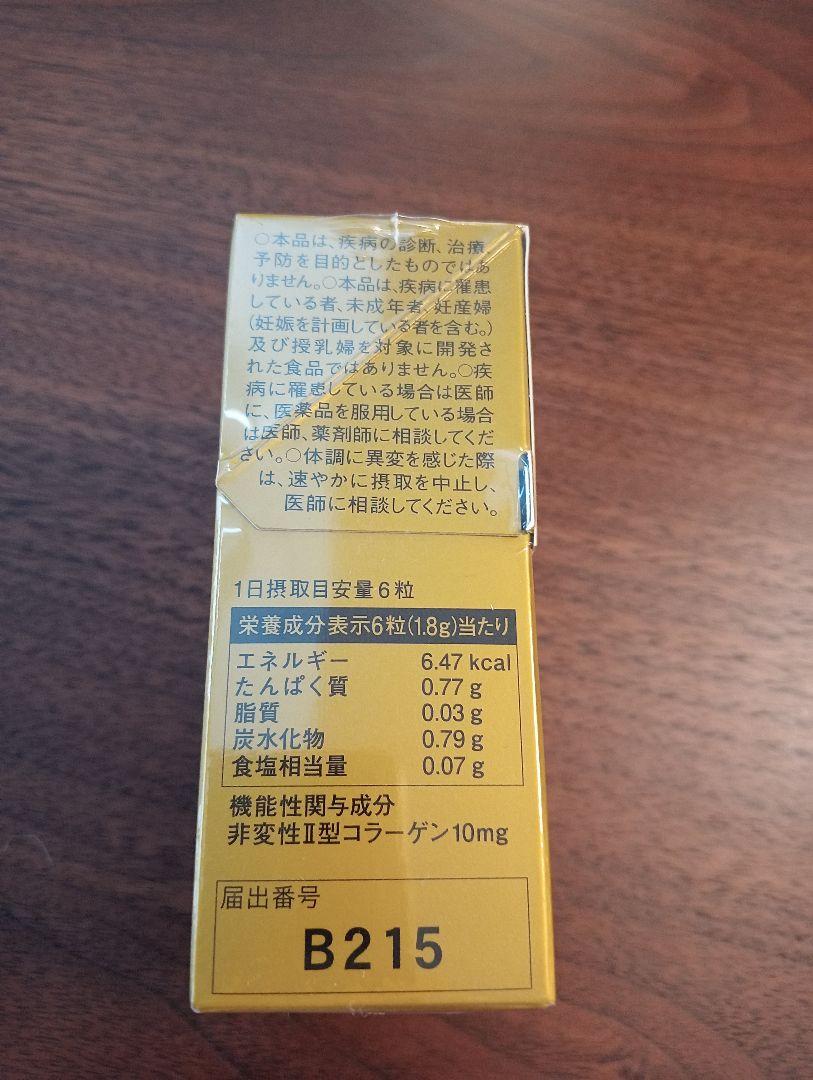 ○本品は、疾病の診断、治療、
予防を目的としたものではあ
りません。○本品は、疾病に罹患
している者、未成年者、妊産婦
(妊娠を計画している者を含む。)
及び授乳婦を対象に開発さ
れた食品ではありません。○疾
病に罹患している場合は医師
に、医薬品を服用している場合
は医師、薬剤師に相談してくだ
さい。○体調に異変を感じた際
は、速やかに摂取を中止し、
医師に相談してください。
1日摂取目安量6粒
栄養成分表示6粒(1.8g)当たり
エネルギー 6.47 kcal
たんぱく質 0.77 g
脂質 0.03 g
炭水化物 0.79 g
食塩相当量 0.07 g
機能性関与成分
非変性Ⅱ型コラーゲン10mg
届出番号
B215